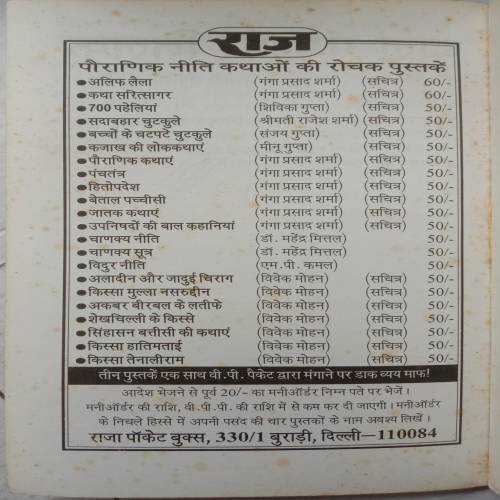 राज
पौराणिक नीति कथाओं की रोचक पुस्तकें
●अलिफ लैला (गंगा प्रसाद शर्मा) (सचित्र) 60/-
●कथा सरित्सागर (गंगा प्रसाद शर्मा) (सचित्र) 60/-
●700 पहेलियां (शिविका गुप्ता) (सचित्र) 50/-
●सदाबहार चुटकुले (श्रीमती राजेश शर्मा) (सचित्र) 50/-
●बच्चों के चटपटे चुटकुले (संजय गुप्ता) (सचित्र) 50/-
●कजाख की लोककथाएं (मीनू गुप्ता) (सचित्र) 50/-
●पौराणिक कथाएं (गंगा प्रसाद शर्मा) (सचित्र) 50/-
●पंचतंत्र (गंगा प्रसाद शर्मा) (सचित्र) 50/-
●हितोपदेश (गंगा प्रसाद शर्मा) (सचित्र) 50/-
●बेताल पच्चीसी (गंगा प्रसाद शर्मा) (सचित्र) 50/-
●जातक कथाएं (गंगा प्रसाद शर्मा) (सचित्र) 50/-
●उपनिषदों की बाल कहानियां (गंगा प्रसाद शर्मा) (सचित्र) 50/-
●चाणक्य नीति (डॉ. महेंद्र मित्तल) 50/-
●चाणक्य सूत्र (डॉ. महेंद्र मित्तल) 50/-
●विदुर नीति (एम.पी. कमल) 50/-
●अलादीन और जादुई चिराग (विवेक मोहन) (सचित्र) 50/-
●किस्सा मुल्ला नसरुद्दीन (विवेक मोहन) (सचित्र) 50/-
●अकबर बीरबल के लतीफे (विवेक मोहन) (सचित्र) 50/-
●शेखचिल्ली के किस्से (विवेक मोहन) (सचित्र) 50/-
●सिंहासन बत्तीसी की कथाएं (विवेक मोहन) (सचित्र) 50/-
●किस्सा हातिमताई (विवेक मोहन) (सचित्र) 50/-
●किस्सा तेनालीराम (विवेक मोहन) (सचित्र) 50/-
तीन पुस्तकें एक साथ वी.पी. पैकेट द्वारा मंगाने पर डाक व्यय माफ!
आदेश भेजने से पूर्व 20/- का मनीऑर्डर निम्न पते पर भेजें।
मनीऑर्डर की राशि, वी.पी.पी. की राशि में से कम कर दी जाएगी। मनीऑर्डर
के निचले हिस्से में अपनी पसंद की चार पुस्तकों के नाम अवश्य लिखें।
राजा पॉकेट बुक्स, 330/1 बुराड़ी, दिल्ली—110084